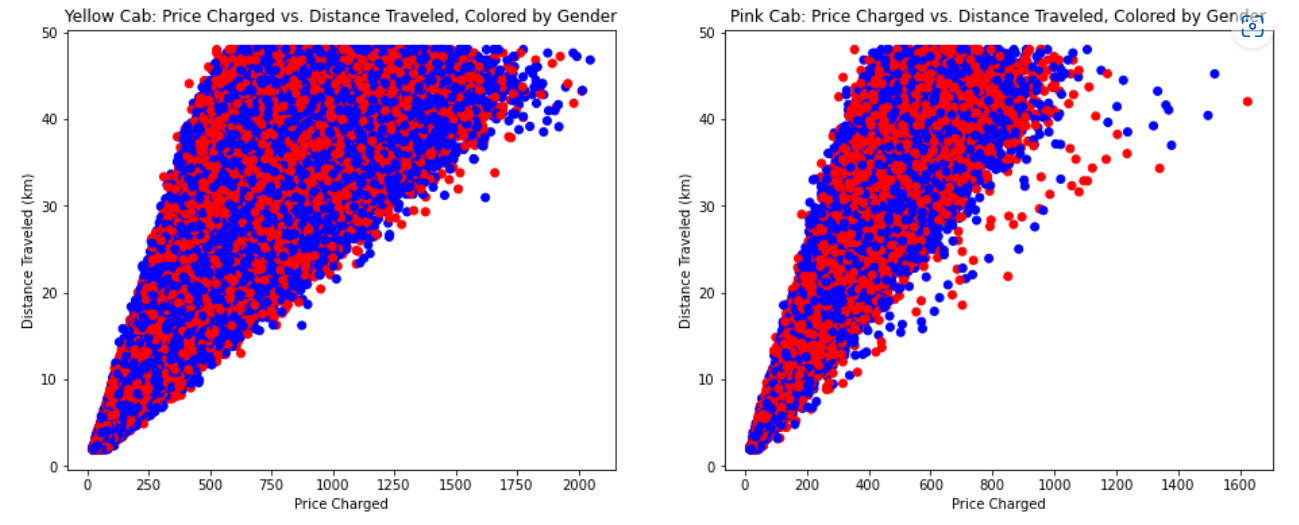 Yellow Cab: Price Charged vs. Distance Traveled, Colored by Gender
50
40
30
20
10
0
Distance Traveled (km)
0 250 500 750 1000 1250 1500 1750 2000
Price Charged
Pink Cab: Price Charged vs. Distance Traveled, Colored by Gender
50
40
30
20
10
0
Distance Traveled (km)
0 200 400 600 800 1000 1200 1400 1600
Price Charged